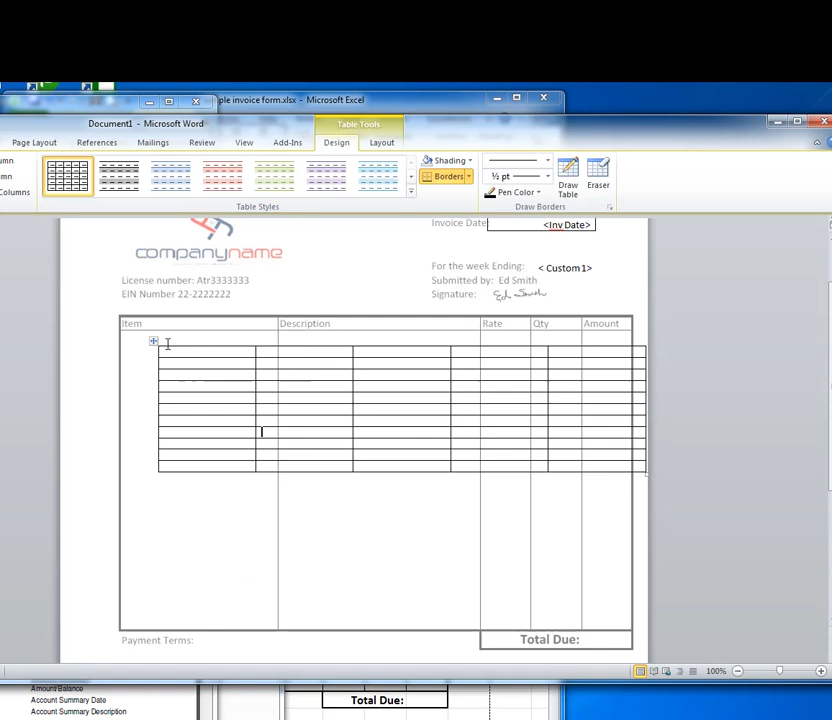 ple invoice form.xlsx - Microsoft Excel
Document1 - Microsoft Word
Table Tools
Page Layout References Mailings Review View Add-Ins Design Layout
Columns
Shading
Borders
½ pt
Pen Color
Draw Table
Eraser
Table Styles
Draw Borders
Invoice Date
<Inv Date>
companyname
For the week Ending: < Custom1>
License number: Atr3333333
Submitted by: Ed Smith
EIN Number 22-2222222
Signature: Ed Smith
Item Description Rate Qty Amount
Payment Terms:
Total Due:
100%
Amount/Balance
Account Summary Date
Total Due:
Account Summary Description